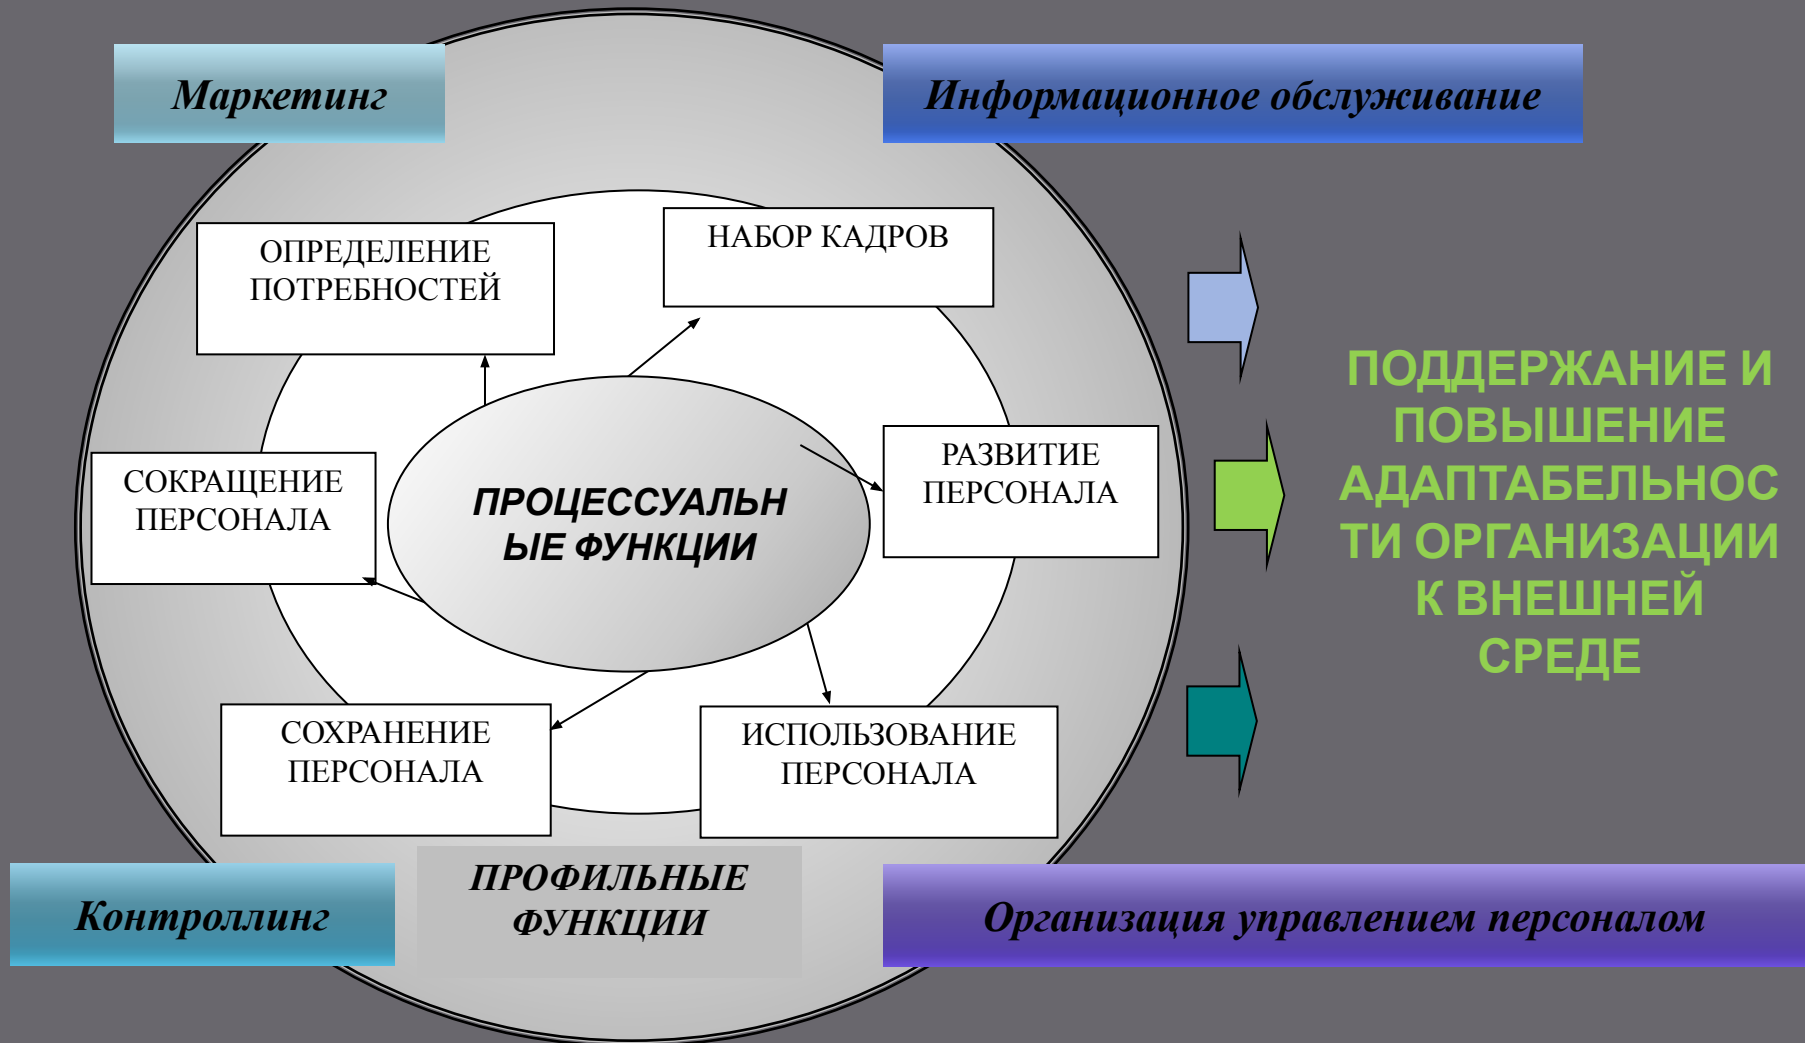 Маркетинг
Информационное обслуживание
ОПРЕДЕЛЕНИЕ
ПОТРЕБНОСТЕЙ
НАБОР КАДРОВ
СОКРАЩЕНИЕ
ПЕРСОНАЛА
ПРОЦЕССУАЛЬН
ЫЕ ФУНКЦИИ
РАЗВИТИЕ
ПЕРСОНАЛА
СОХРАНЕНИЕ
ПЕРСОНАЛА
ИСПОЛЬЗОВАНИЕ
ПЕРСОНАЛА
ПОДДЕРЖАНИЕ И
ПОВЫШЕНИЕ
АДАПТАБЕЛЬНОС
ТИ ОРГАНИЗАЦИИ
К ВНЕШНЕЙ
СРЕДЕ
Контроллинг
ПРОФИЛЬНЫЕ
ФУНКЦИИ
Организация управлением персоналом